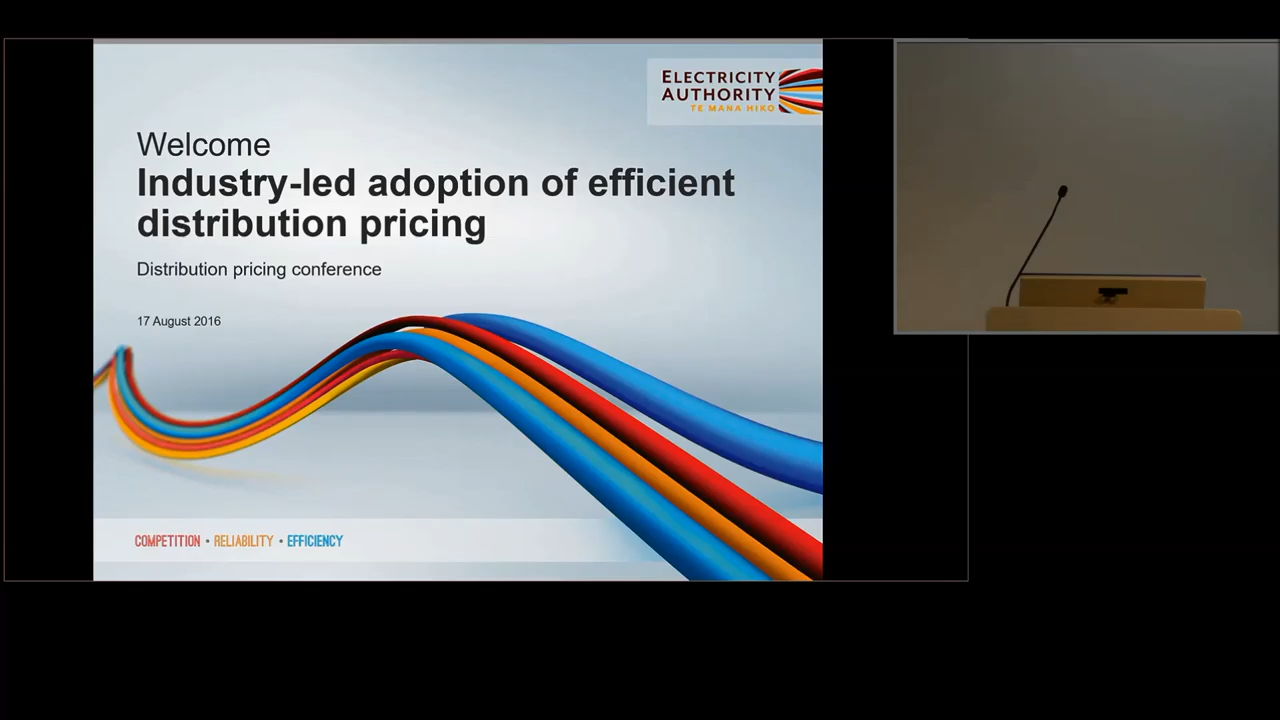 ELECTRICITY
AUTHORITY
TE MANA HIKO
Welcome
Industry-led adoption of efficient
distribution pricing
Distribution pricing conference
17 August 2016
COMPETITION • RELIABILITY • EFFICIENCY